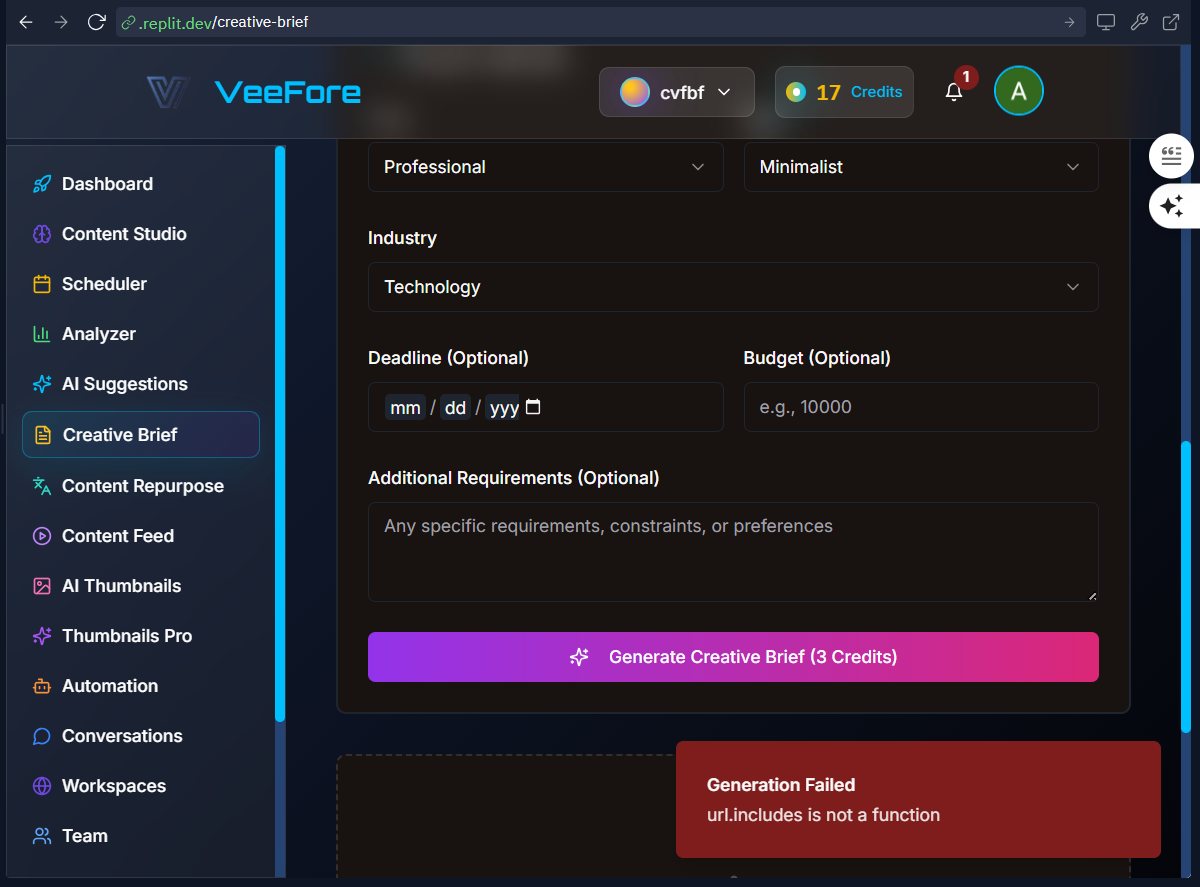 .replit.dev/creative-brief
VeeFore
cvfbf
17 Credits
1
A
Dashboard
Content Studio
Scheduler
Analyzer
AI Suggestions
Creative Brief
Content Repurpose
Content Feed
AI Thumbnails
Thumbnails Pro
Automation
Conversations
Workspaces
Team
Professional
Minimalist
Industry
Technology
Deadline (Optional)
Budget (Optional)
mm / dd / yyy
e.g., 10000
Additional Requirements (Optional)
Any specific requirements, constraints, or preferences
Generate Creative Brief (3 Credits)
Generation Failed
url.includes is not a function